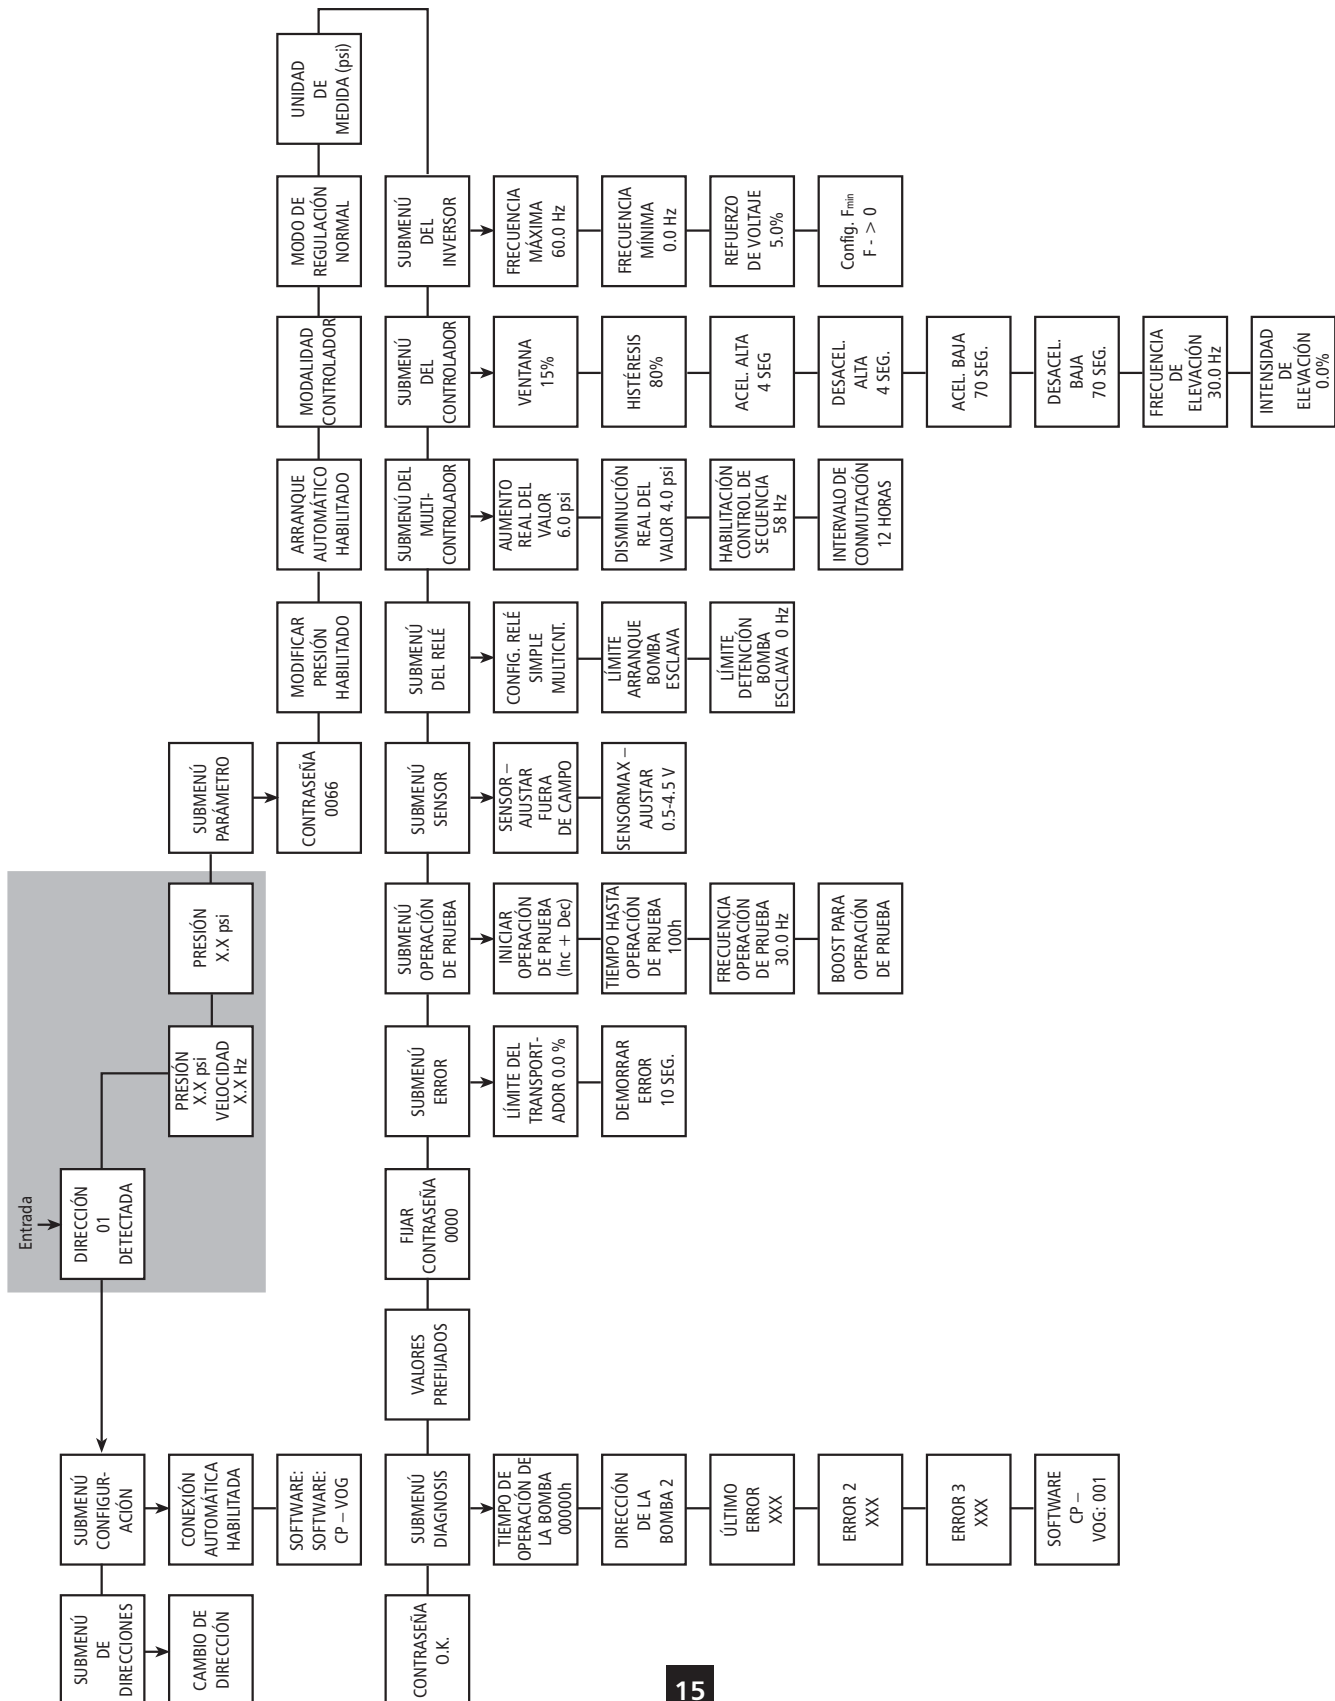 Entrada
DIRECCIÓN
01
DETECTADA
PRESIÓN
X.X psi
VELOCIDAD
X.X Hz
PRESIÓN
X.X psi
SUBMENÚ
PARÁMETRO
CONTRASEÑA
0066
MODIFICAR
PRESIÓN
HABILITADO
ARRANQUE
AUTOMÁTICO
HABILITADO
MODALIDAD
CONTROLADOR
MODO DE
REGULACIÓN
NORMAL
UNIDAD
DE
MEDIDA (psi)
SUBMENÚ
DE
DIRECCIONES
CAMBIO DE
DIRECCIÓN
SUBMENÚ
CONFIGUR-
ACIÓN
CONEXIÓN
AUTOMÁTICA
HABILITADA
SOFTWARE:
SOFTWARE:
CP – VOG
CONTRASEÑA
O.K.
SUBMENÚ
DIAGNOSIS
TIEMPO DE
OPERACIÓN DE
LA BOMBA
00000h
DIRECCIÓN
DE LA
BOMBA 2
ÚLTIMO
ERROR
XXX
ERROR 2
XXX
ERROR 3
XXX
SOFTWARE
CP –
VOG: 001
VALORES
PREFIJADOS
FIJAR
CONTRASEÑA
0000
SUBMENÚ
ERROR
LÍMITE DEL
TRANSPORT-
ADOR 0.0 %
DEMORRAR
ERROR
10 SEG.
SUBMENÚ
OPERACIÓN
DE PRUEBA
INICIAR
OPERACIÓN
DE PRUEBA
(Inc + Dec)
TIEMPO HASTA
OPERACIÓN
DE PRUEBA
100h
FRECUENCIA
OPERACIÓN
DE PRUEBA
30.0 Hz
BOOST PARA
OPERACIÓN
DE PRUEBA
SUBMENÚ
SENSOR
SENSOR –
AJUSTAR
FUERA
DE CAMPO
SENSORMAX –
AJUSTAR
0.5-4.5 V
SUBMENÚ
DEL RELÉ
CONFIG. RELÉ
SIMPLE
MULTICNT.
LÍMITE
ARRANQUE
BOMBA
ESCLAVA
LÍMITE
DETENCIÓN
BOMBA
ESCLAVA 0 Hz
SUBMENÚ DEL
MULTI-
CONTROLADOR
AUMENTO
REAL DEL
VALOR
6.0 psi
DISMINUCIÓN
REAL DEL
VALOR 4.0 psi
HABILITACIÓN
CONTROL DE
SECUENCIA
58 Hz
INTERVALO DE
CONMUTACIÓN
12 HORAS
SUBMENÚ
DEL
CONTROLADOR
VENTANA
15%
HISTÉRESIS
80%
ACEL. ALTA
4 SEG
DESACEL.
ALTA
4 SEG.
ACEL. BAJA
70 SEG.
DESACEL.
BAJA
70 SEG.
FRECUENCIA
DE
ELEVACIÓN
30.0 Hz
INTENSIDAD
DE
ELEVACIÓN
0.0%
SUBMENÚ
DEL
INVERSOR
FRECUENCIA
MÁXIMA
60.0 Hz
FRECUENCIA
MÍNIMA
0.0 Hz
REFUERZO
DE VOLTAJE
5.0%
Config. Fmin
F - > 0
15